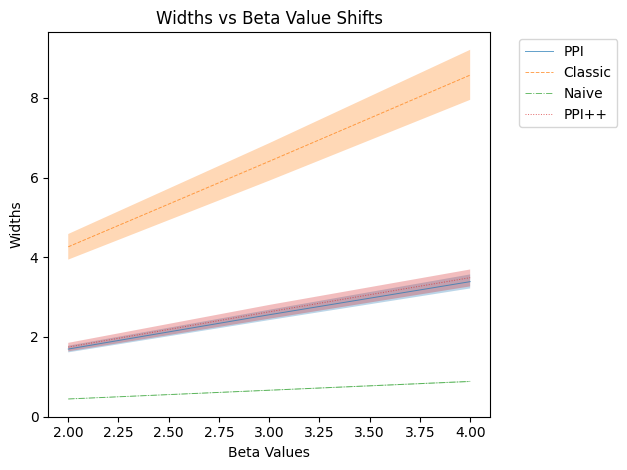 Widths vs Beta Value Shifts
PPI
Classic
Naive
PPI++
8
6
4
2
0
Widths
2.00 2.25 2.50 2.75 3.00 3.25 3.50 3.75 4.00
Beta Values